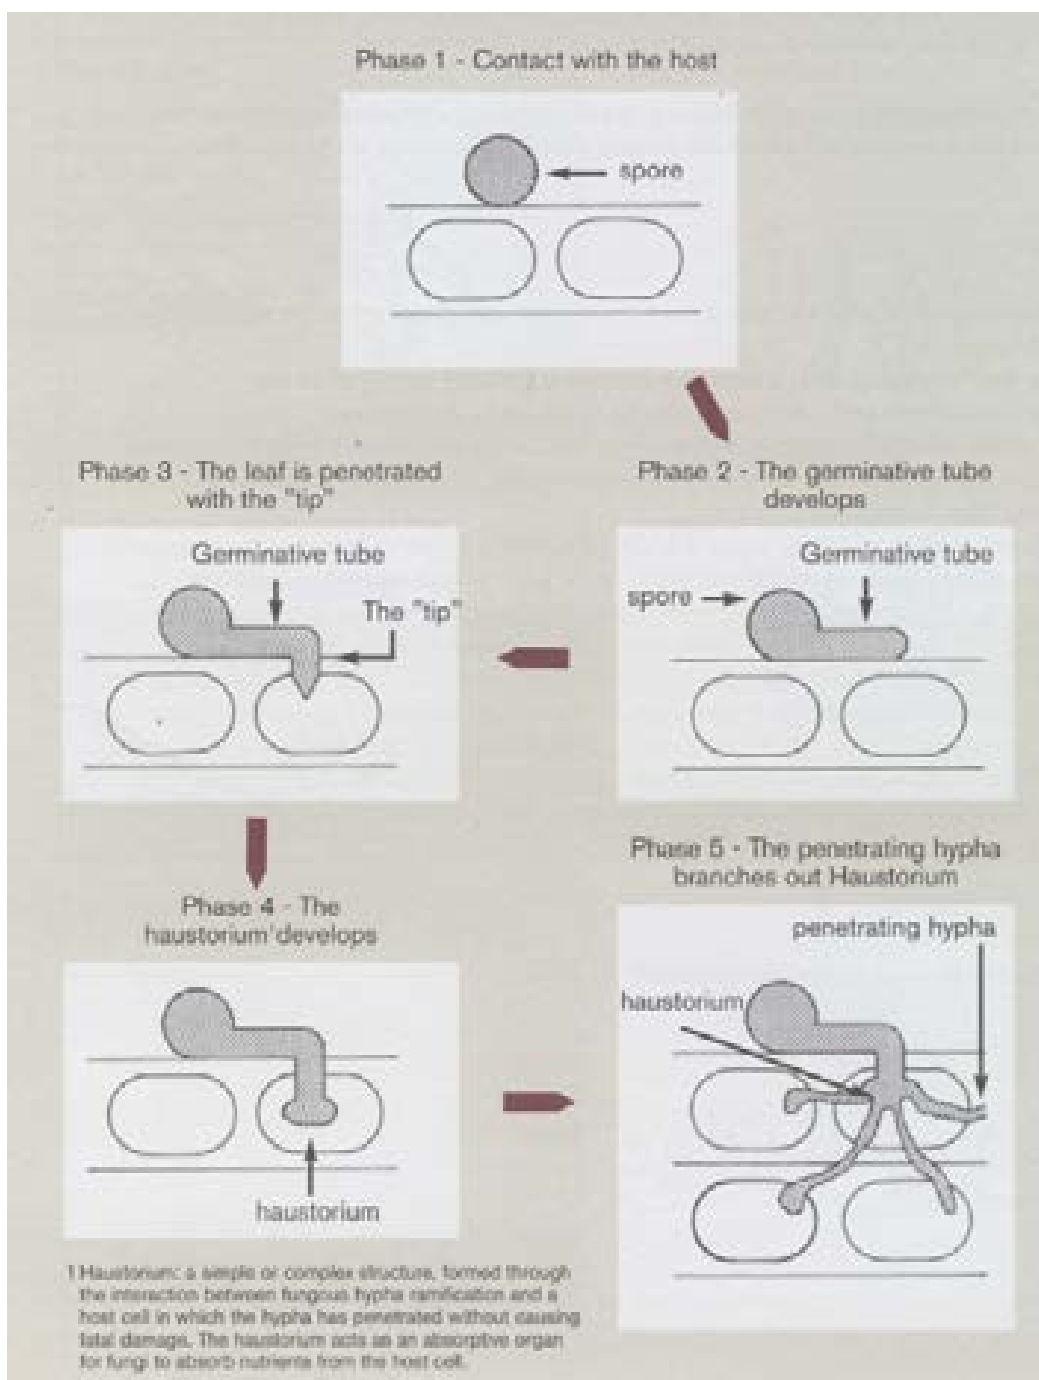 Phase 1 - Contact with the host
spore
Phase 2 - The germinative tube
develops
Germinative tube
spore
Phase 3 - The leaf is penetrated
with the "tip"
Germinative tube
The "tip"
Phase 4 - The
haustorium¹develops
haustorium
Phase 5 - The penetrating hypha
branches out Haustorium
penetrating hypha
haustorium
1 Haustorium: a simple or complex structure, formed through
the interaction between fungous hypha ramification and a
host cell in which the hypha has penetrated without causing
fatal damage. The haustorium acts as an absorptive organ
for fungi to absorb nutrients from the host cell.